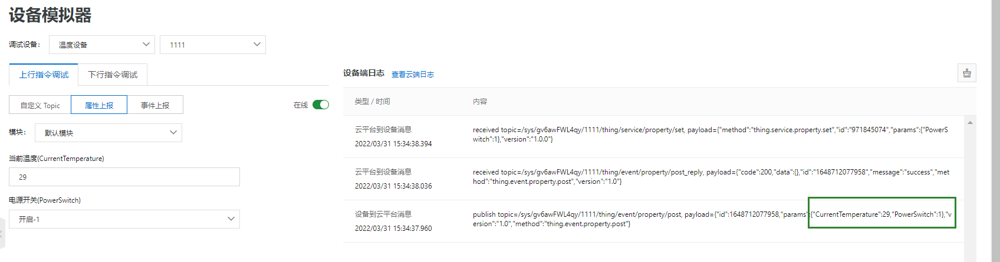 设备模拟器
调试设备： 温度设备 1111
上行指令调试 下行指令调试
自定义 Topic 属性上报 事件上报 在线
模块： 默认模块
当前温度(CurrentTemperature)
29
电源开关(PowerSwitch)
开启-1
设备端日志 查看云端日志
类型 / 时间 内容
云平台到设备消息
2022/03/31 15:34:38.394
received topic=/sys/gv6awFWL4qy/1111/thing/service/property/set, payload={"method":"thing.service.property.set","id":"971845074","params":{"PowerS
witch":1},"version":"1.0.0"}
云平台到设备消息
2022/03/31 15:34:38.036
received topic=/sys/gv6awFWL4qy/1111/thing/event/property/post_reply, payload={"code":200,"data":{},"id":"1648712077958","message":"success","met
hod":"thing.event.property.post","version":"1.0"}
设备到云平台消息
2022/03/31 15:34:37.960
publish topic=/sys/gv6awFWL4qy/1111/thing/event/property/post, payload={"id":1648712077958,"params":{"CurrentTemperature":29,"PowerSwitch":1},"v
ersion":"1.0","method":"thing.event.property.post"}